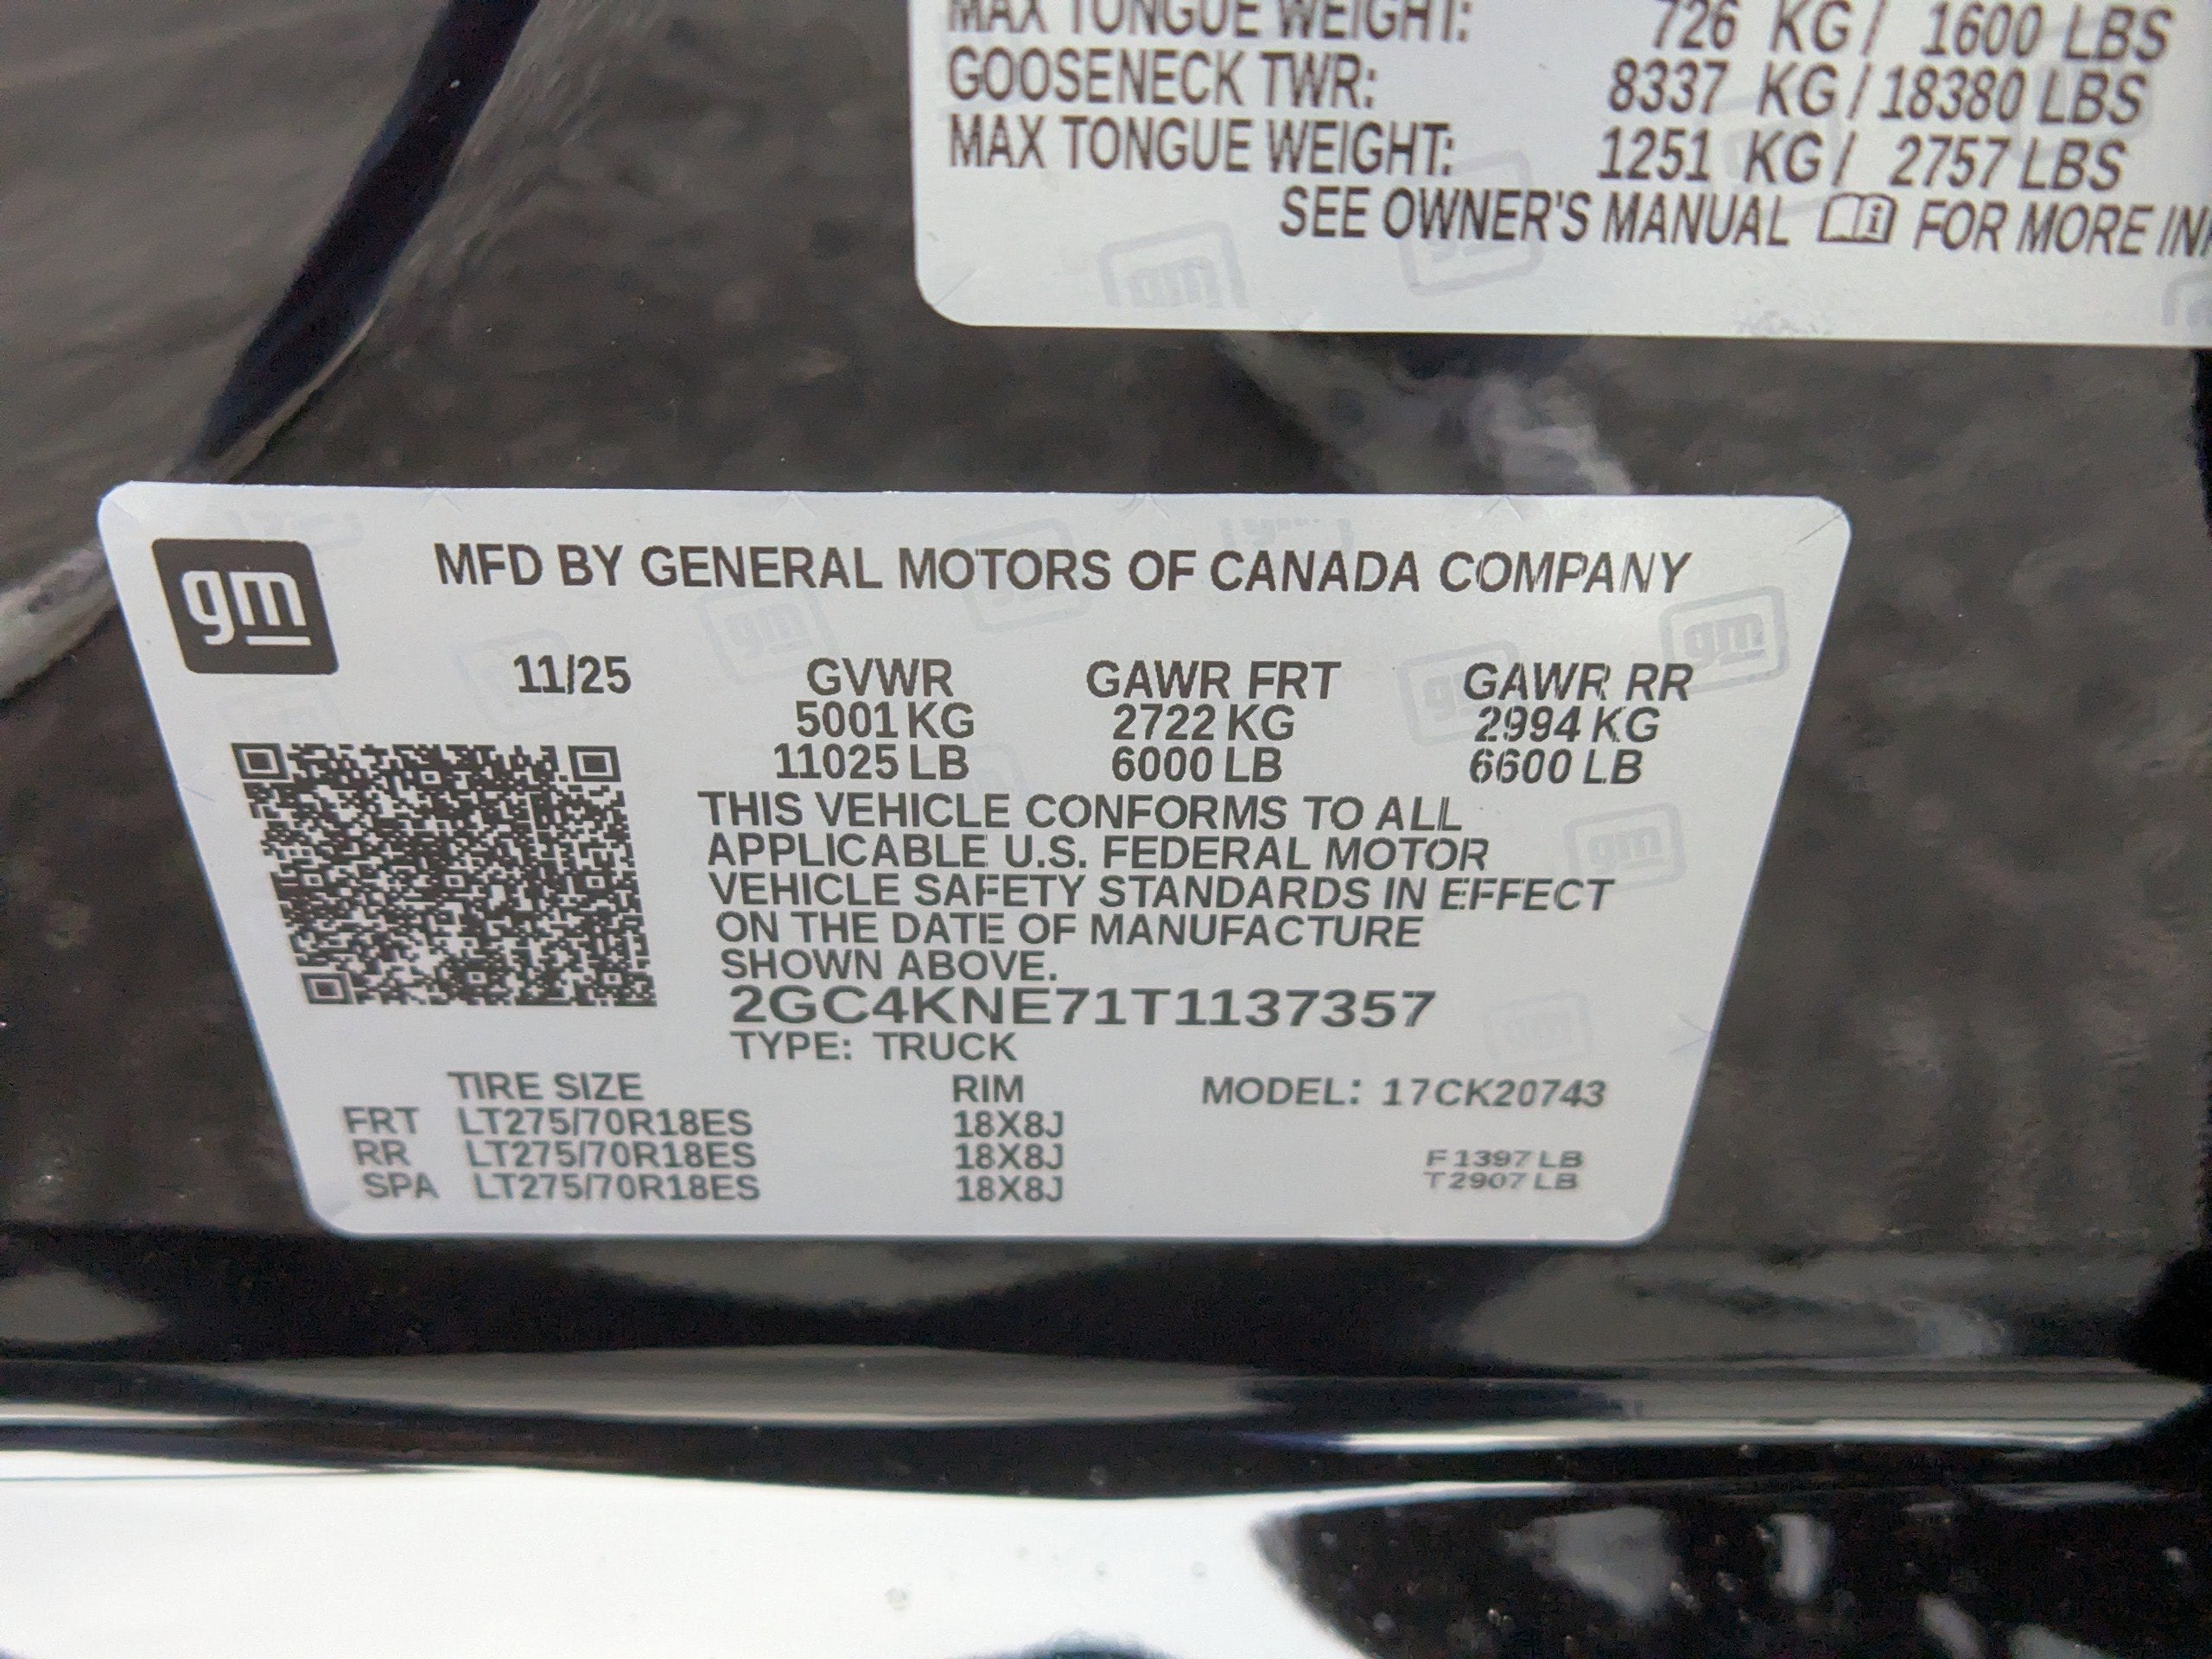 MAX TONGUE WEIGHT: 726 KG / 1600 LBS
GOOSENECK TWR: 8337 KG / 18380 LBS
MAX TONGUE WEIGHT: 1251 KG / 2757 LBS
SEE OWNER'S MANUAL FOR MORE
gm
MFD BY GENERAL MOTORS OF CANADA COMPANY
11/25 GVWR GAWR FRT GAWR RR
5001 KG 2722 KG 2994 KG
11025 LB 6000 LB 6600 LB
THIS VEHICLE CONFORMS TO ALL
APPLICABLE U.S. FEDERAL MOTOR
VEHICLE SAFETY STANDARDS IN EFFECT
ON THE DATE OF MANUFACTURE
SHOWN ABOVE.
2GC4KNE71T1137357
TYPE: TRUCK
TIRE SIZE RIM MODEL: 17CK20743
FRT LT275/70R18ES 18X8J
RR LT275/70R18ES 18X8J F 1397 LB
SPA LT275/70R18ES 18X8J T 2907 LB